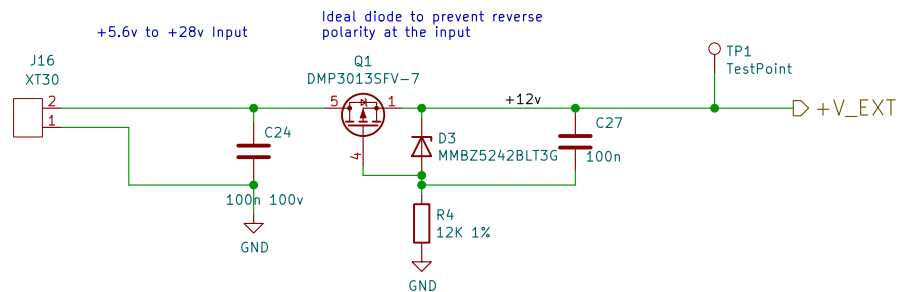 Ideal diode to prevent reverse
polarity at the input
+5.6v to +28v Input
J16
XT30
2
1
Q1
DMP3013SFV-7
5
1
4
+12v
TP1
TestPoint
+V_EXT
C24
100n 100v
GND
D3
MMBZ5242BLT3G
C27
100n
R4
12K 1%
GND